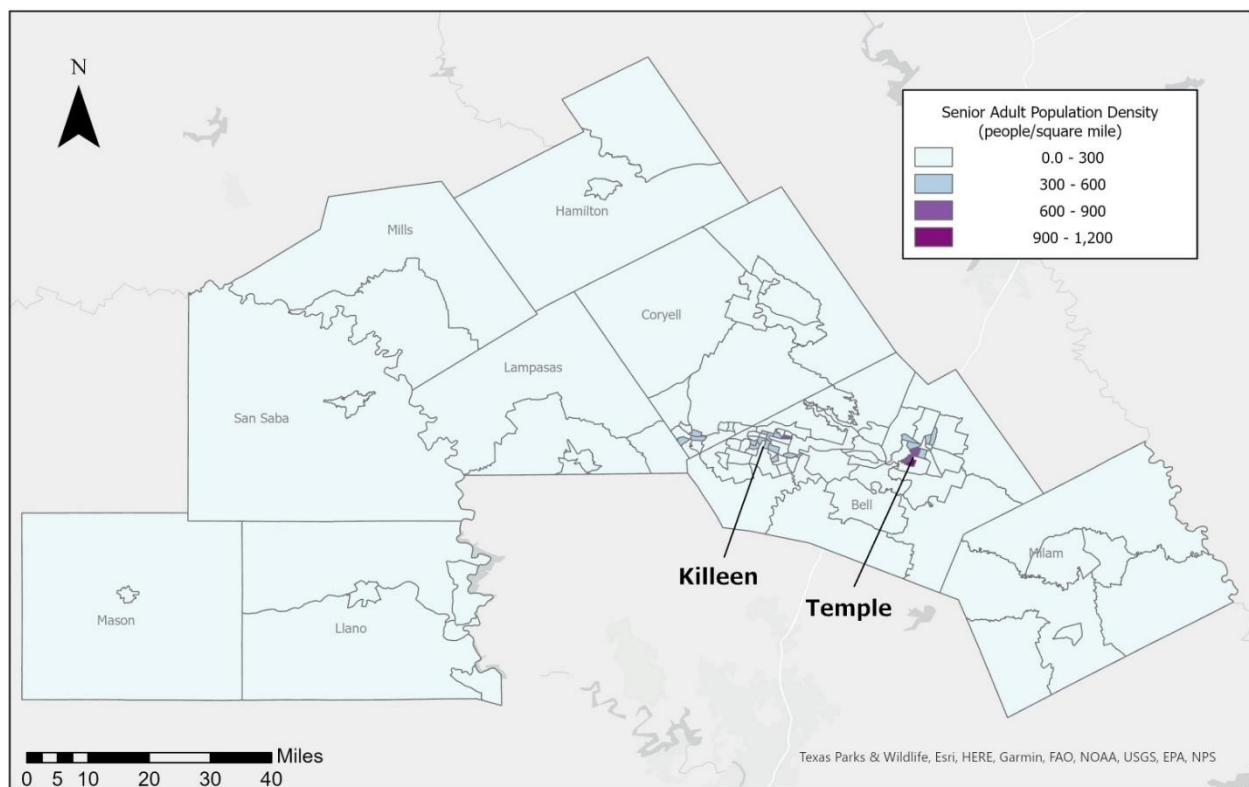 N
Senior Adult Population Density
(people/square mile)
0.0 - 300
300 - 600
600 - 900
900 - 1,200
Hamilton
Mills
Coryell
Lampasas
San Saba
Bell
Milam
Killeen
Temple
Mason
Llano
Miles
0 5 10 20 30 40
Texas Parks & Wildlife, Esri, HERE, Garmin, FAO, NOAA, USGS, EPA, NPS